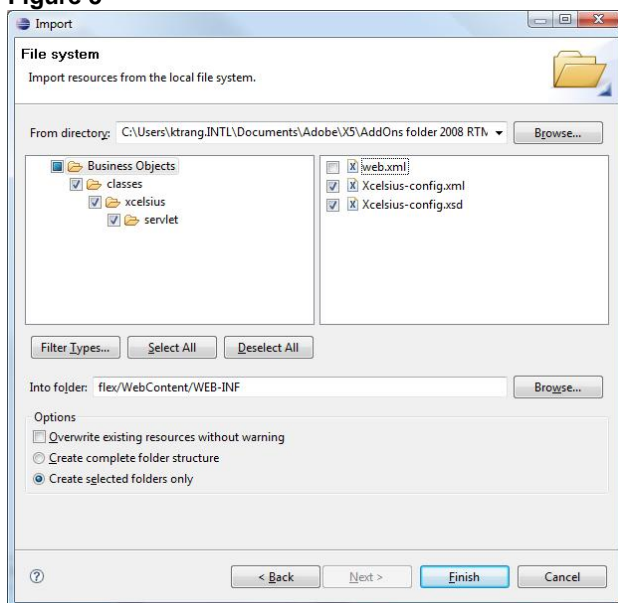 Import
File system
Import resources from the local file system.
From directory: C:\Users\ktrang.INTL\Documents\Adobe\X5\AddOns folder 2008 Browse...
Business Objects
classes
xcelsius
servlet
web.xml
Xcelsius-config.xml
Xcelsius-config.xsd
Filter Types... Select All Deselect All
Into folder: flex/WebContent/WEB-INF Browse...
Options
Overwrite existing resources without warning
Create complete folder structure
Create selected folders only
< Back Next > Finish Cancel